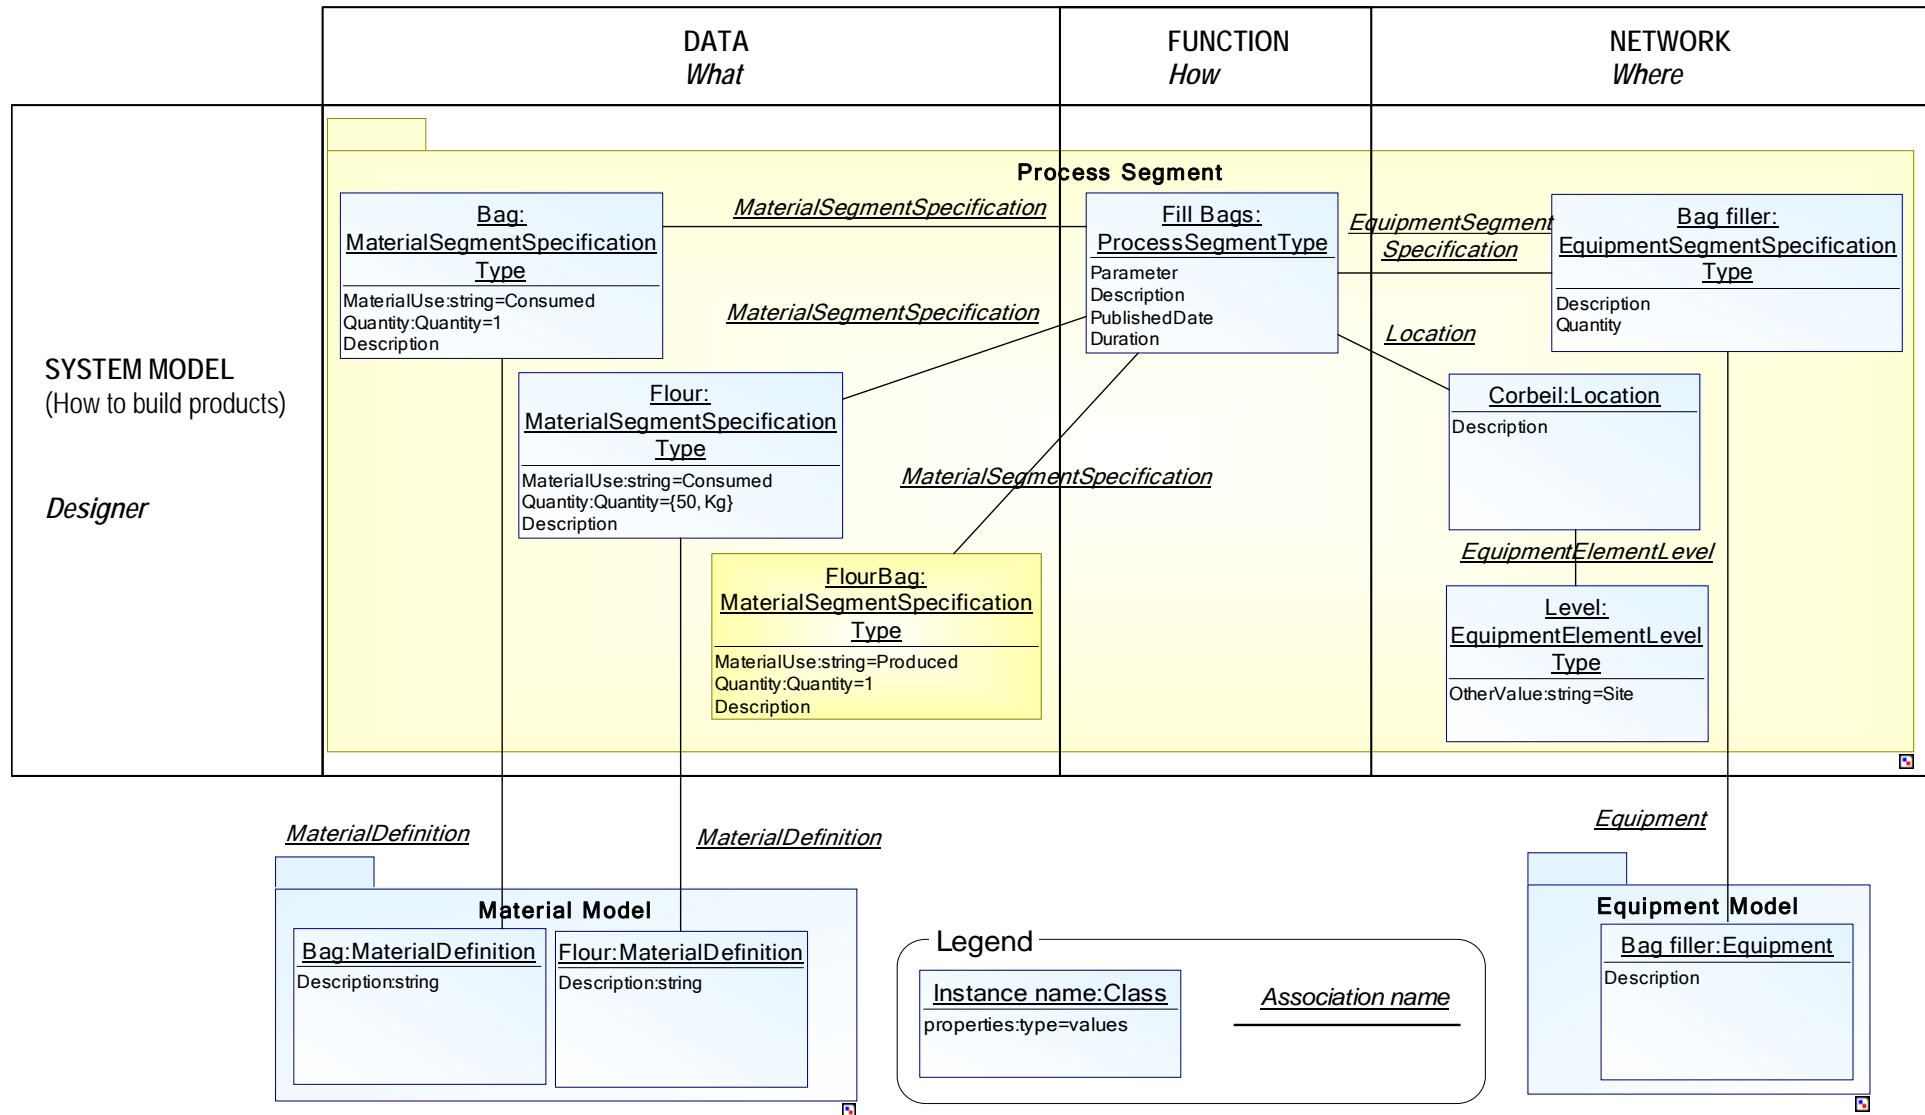 DATA
What
FUNCTION
How
NETWORK
Where
SYSTEM MODEL
(How to build products)
Designer
Process Segment
Bag:
MaterialSegmentSpecification
Type
MaterialUse:string=Consumed
Quantity:Quantity=1
Description
MaterialSegmentSpecification
Fill Bags:
ProcessSegmentType
Parameter
Description
PublishedDate
Duration
EquipmentSegment
Specification
Bag filler:
EquipmentSegmentSpecification
Type
Description
Quantity
MaterialSegmentSpecification
Location
Flour:
MaterialSegmentSpecification
Type
MaterialUse:string=Consumed
Quantity:Quantity={50, Kg}
Description
Corbeil:Location
Description
MaterialSegmentSpecification
EquipmentElementLevel
FlourBag:
MaterialSegmentSpecification
Type
MaterialUse:string=Produced
Quantity:Quantity=1
Description
Level:
EquipmentElementLevel
Type
OtherValue:string=Site
MaterialDefinition
MaterialDefinition
Equipment
Material Model
Bag:MaterialDefinition
Description:string
Flour:MaterialDefinition
Description:string
Legend
Instance name:Class
properties:type=values
Association name
Equipment Model
Bag filler:Equipment
Description